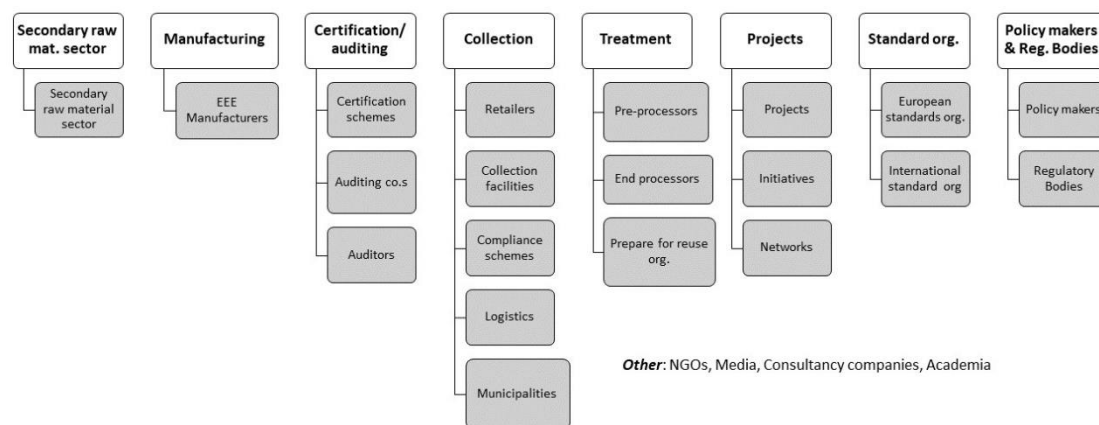 Secondary raw
mat. sector
Secondary
raw material
sector
Manufacturing
EEE
Manufacturers
Certification/
auditing
Certification
schemes
Auditing co.s
Auditors
Collection
Retailers
Collection
facilities
Compliance
schemes
Logistics
Municipalities
Treatment
Pre-processors
End processors
Prepare for reuse
org.
Projects
Projects
Initiatives
Networks
Standard org.
European
standards org.
International
standard org
Policy makers
& Reg. Bodies
Policy makers
Regulatory
Bodies
Other: NGOs, Media, Consultancy companies, Academia